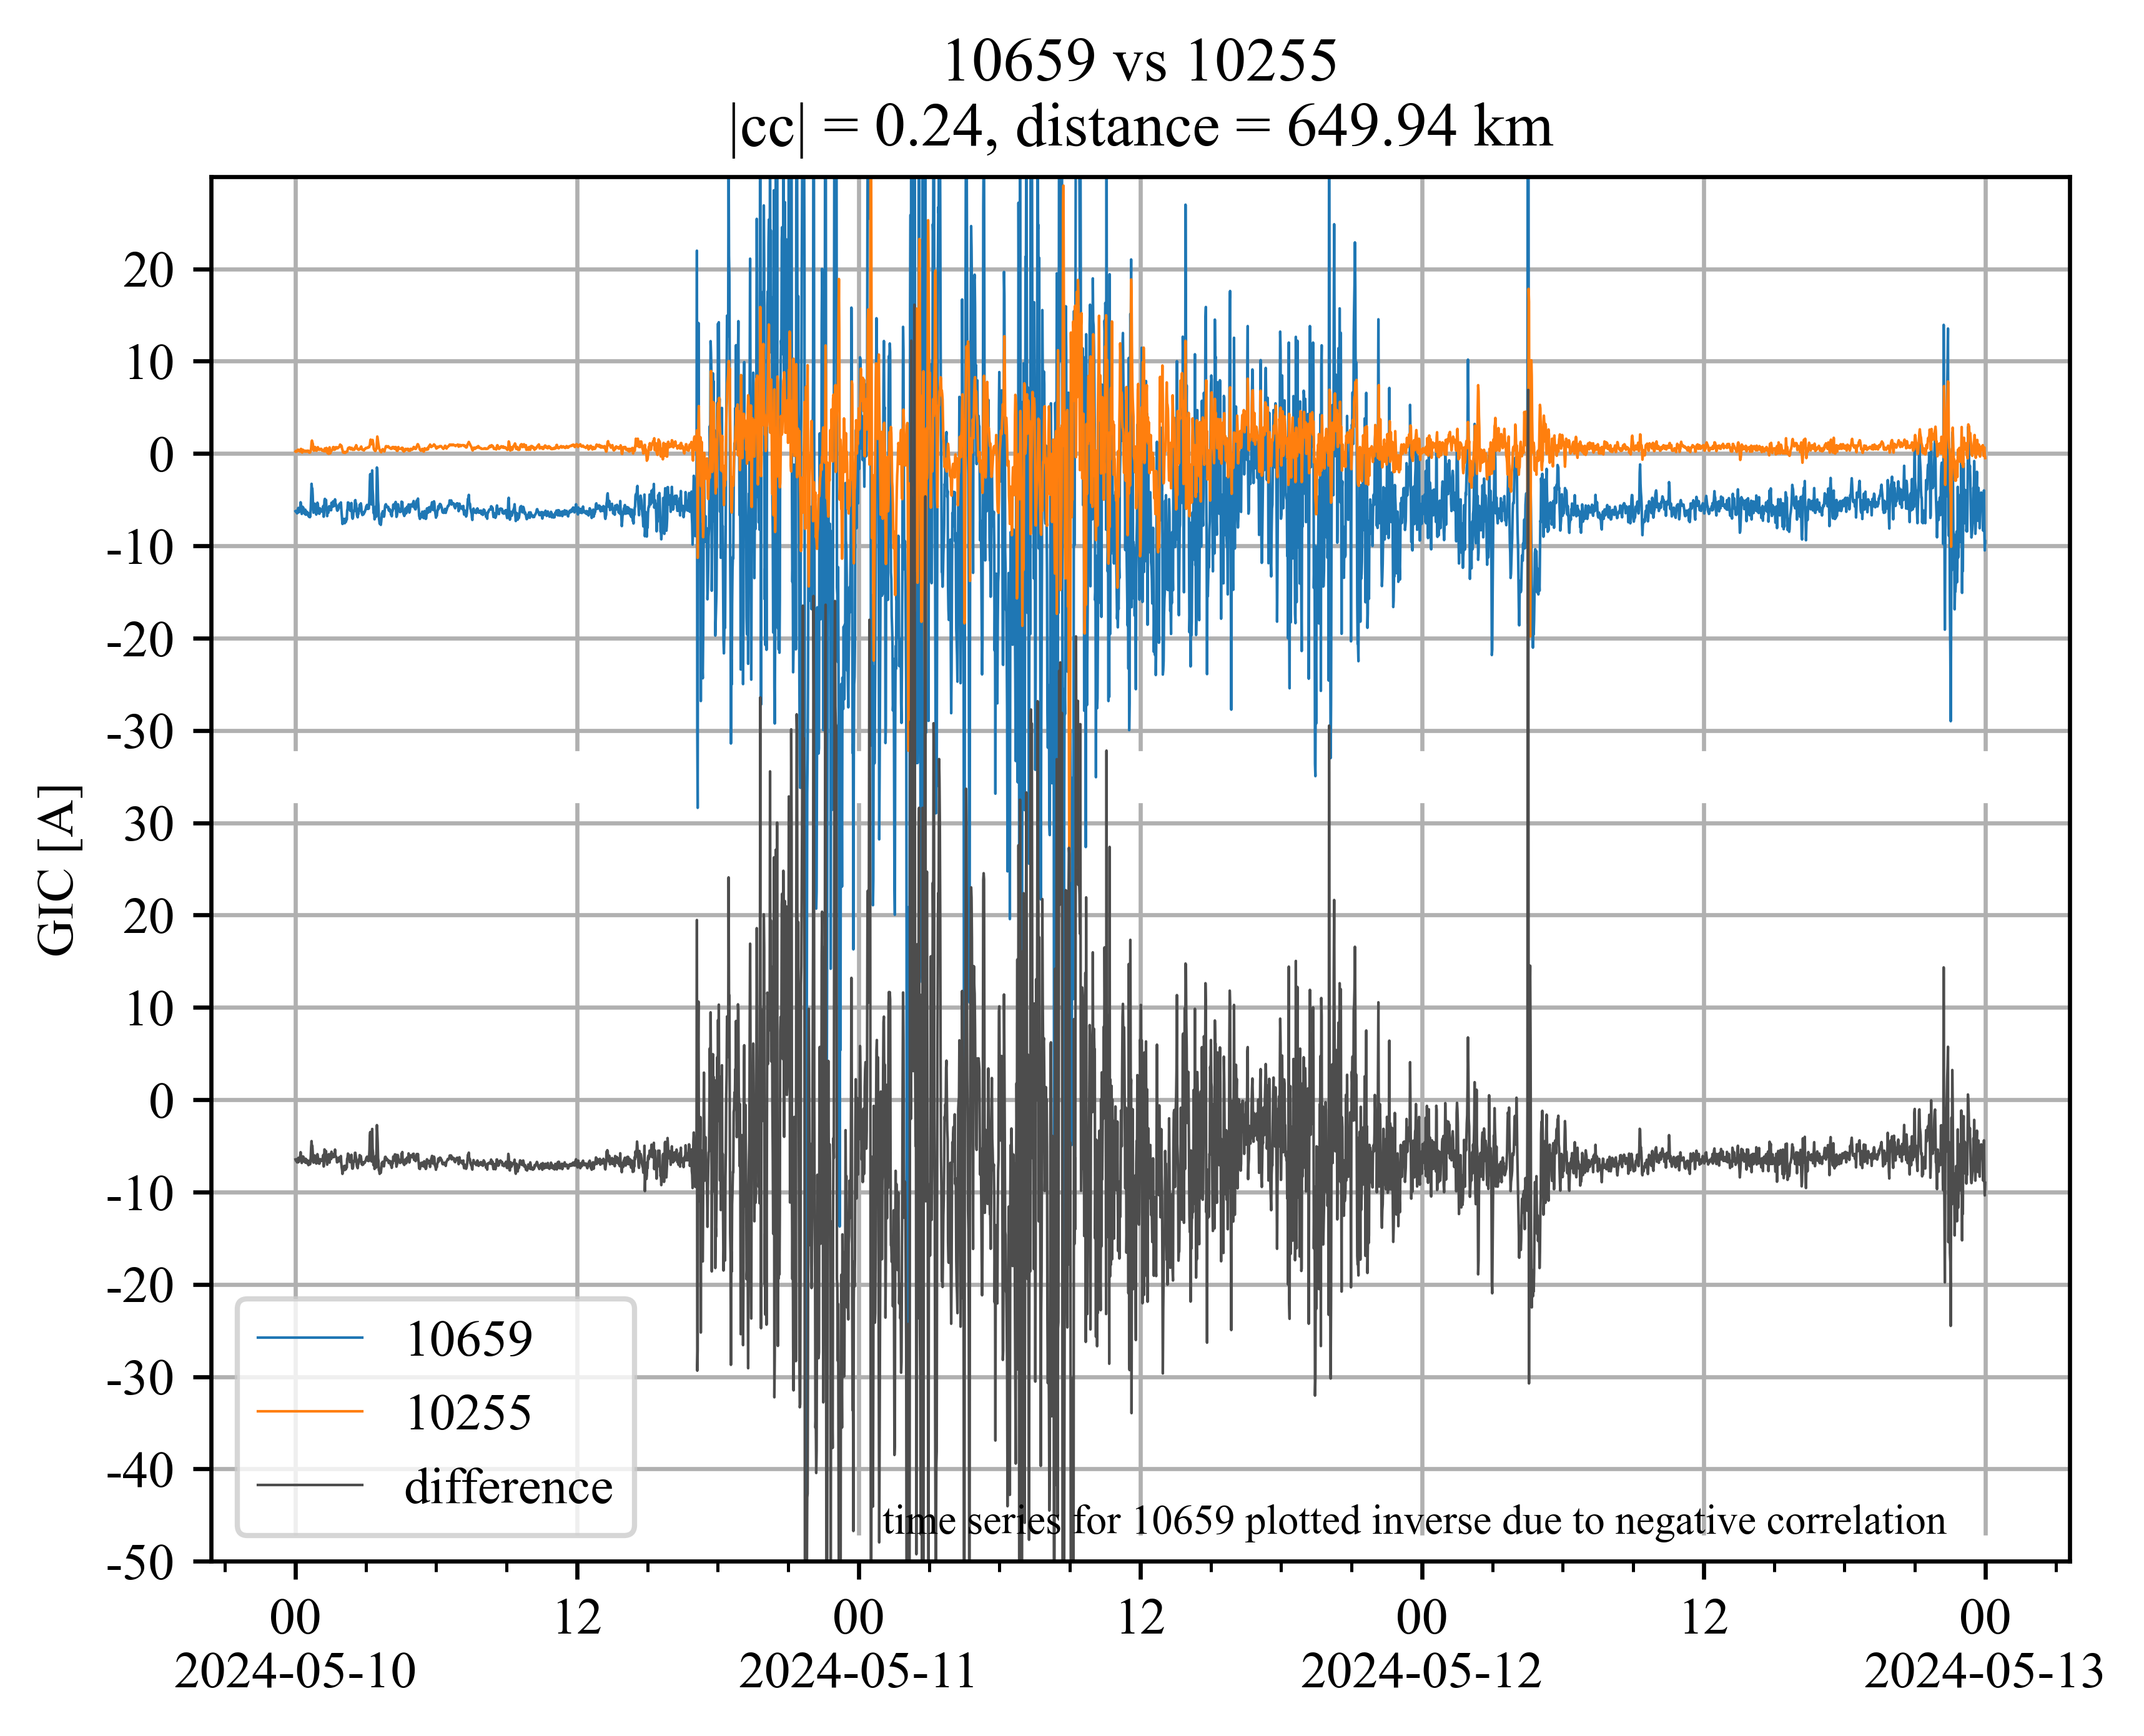 10659 vs 10255
|cc| = 0.24, distance = 649.94 km
GIC [A]
20
10
0
-10
-20
-30
30
20
10
0
-10
-20
-30
-40
-50
10659
10255
difference
time series for 10659 plotted inverse due to negative correlation
00 12 00 12 00 12 00
2024-05-10 2024-05-11 2024-05-12 2024-05-13